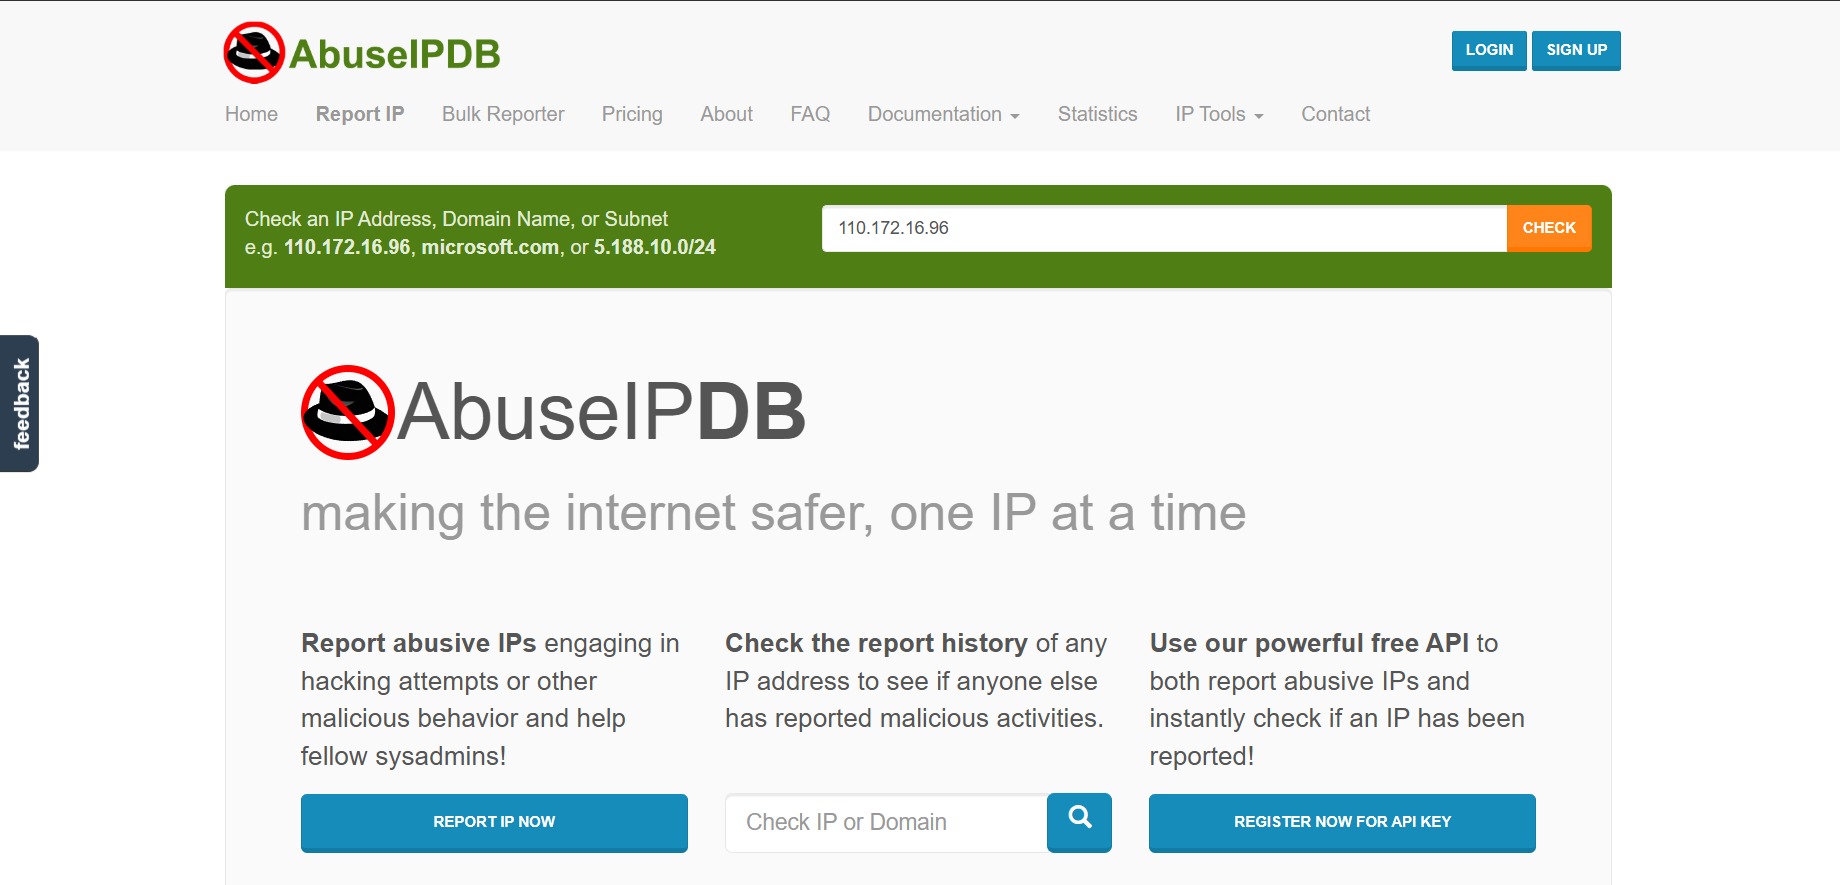 AbuseIPDB
LOGIN
SIGN UP
Home
Report IP
Bulk Reporter
Pricing
About
FAQ
Documentation
Statistics
IP Tools
Contact
Check an IP Address, Domain Name, or Subnet
e.g. 110.172.16.96, microsoft.com, or 5.188.10.0/24
110.172.16.96
CHECK
feedback
AbuseIPDB
making the internet safer, one IP at a time
Report abusive IPs engaging in
hacking attempts or other
malicious behavior and help
fellow sysadmins!
REPORT IP NOW
Check the report history of any
IP address to see if anyone else
has reported malicious activities.
Check IP or Domain
Use our powerful free API to
both report abusive IPs and
instantly check if an IP has been
reported!
REGISTER NOW FOR API KEY